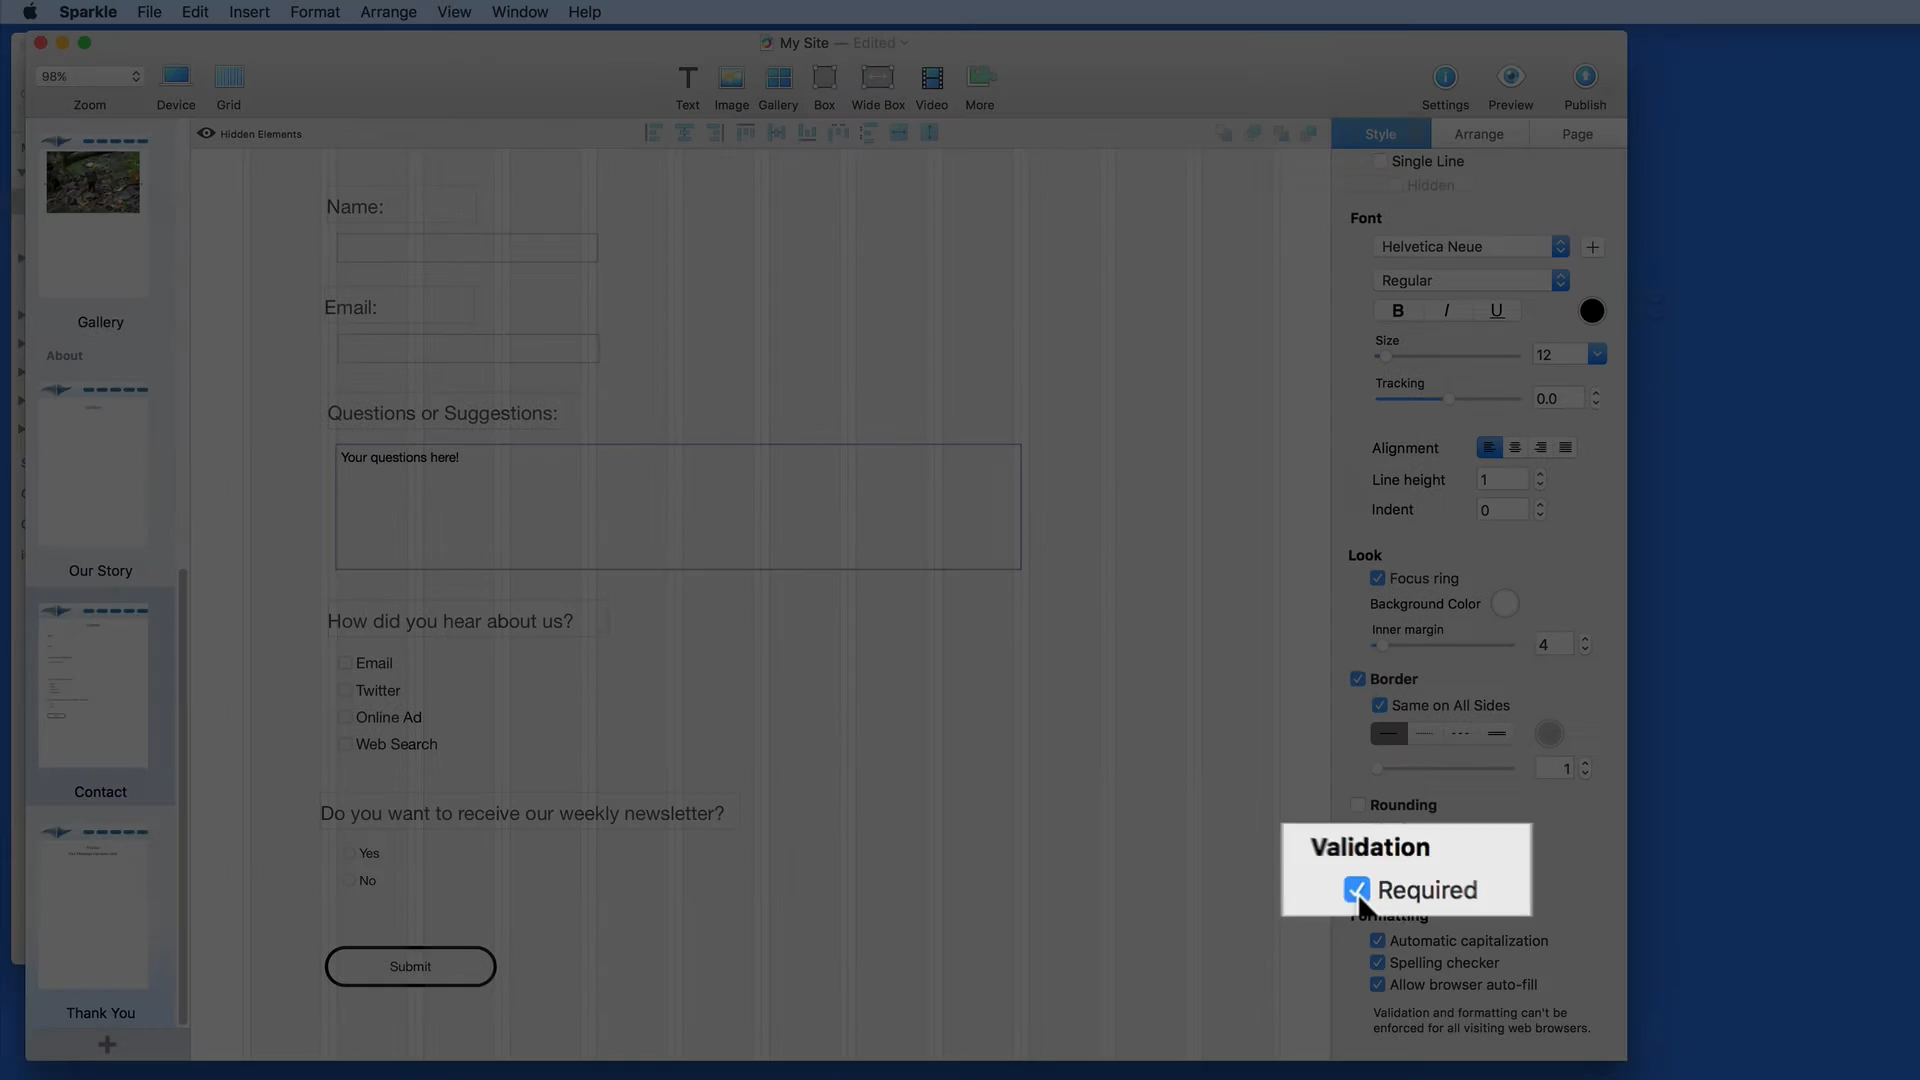 Sparkle File Edit Insert Format Arrange View Window Help
My Site — Edited
98%
Zoom Device Grid Text Image Gallery Box Wide Box Video More Settings Preview Publish
Hidden Elements
Style Arrange Page
Gallery
About
Our Story
Contact
Thank You
Name:
Email:
Questions or Suggestions:
Your questions here!
How did you hear about us?
Email
Twitter
Online Ad
Web Search
Do you want to receive our weekly newsletter?
Yes
No
Submit
Single Line
Hidden
Font
Helvetica Neue
Regular
B I U
Size
12
Tracking
0.0
Alignment
Line height 1
Indent 0
Look
Focus ring
Background Color
Inner margin
4
Border
Same on All Sides
1
Rounding
Validation
Required
Formatting
Automatic capitalization
Spelling checker
Allow browser auto-fill
Validation and formatting can't be
enforced for all visiting web browsers.